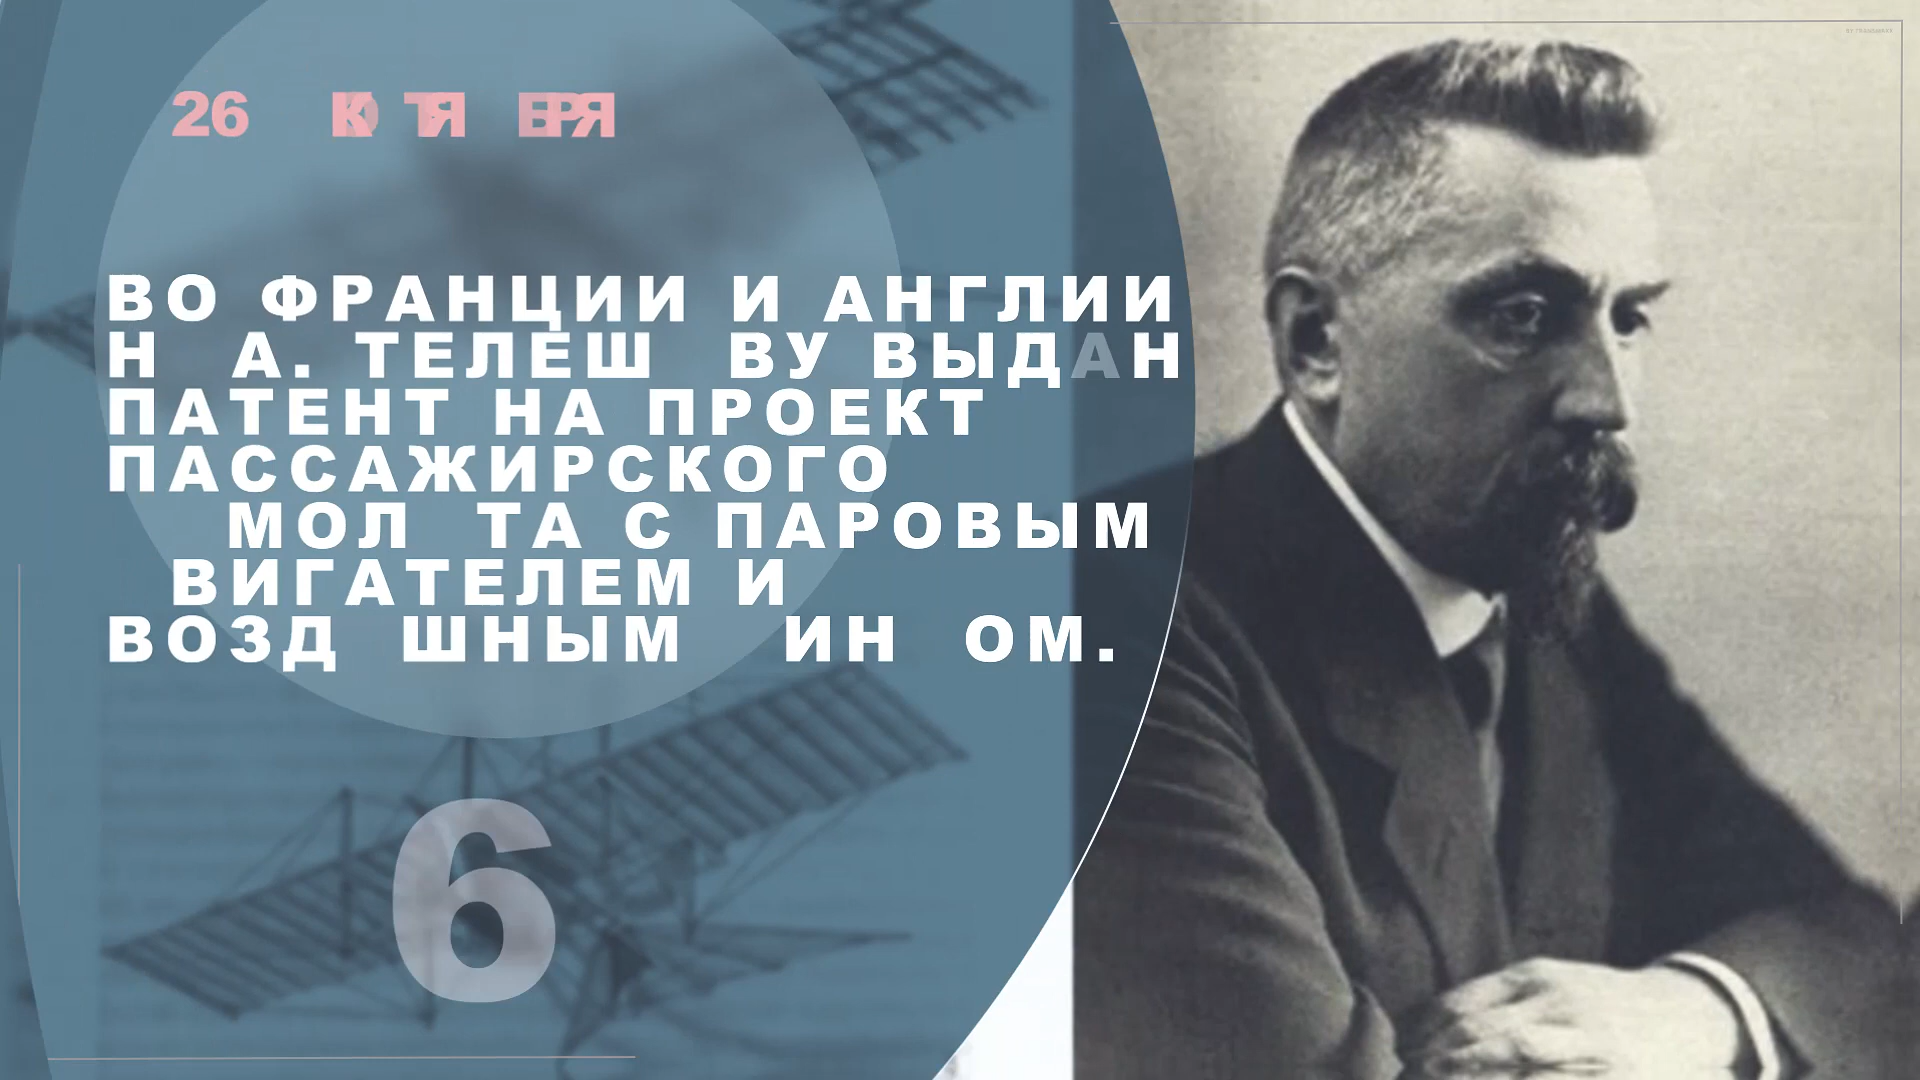 26
ВО ФРАНЦИИ И АНГЛИИ
Н А. ТЕЛЕШ ВУ ВЫДАН
ПАТЕНТ НА ПРОЕКТ
ПАССАЖИРСКОГО
МОЛ ТА С ПАРОВЫМ
ВИГАТЕЛЕМ И
ВОЗД ШНЫМ ИН ОМ.
6